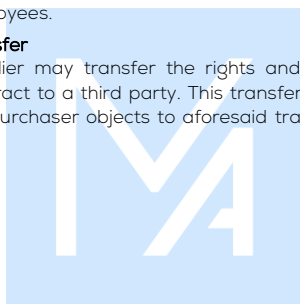 oyees.
sfer
lier may transfer the rights and
ract to a third party. This transfer
urchaser objects to aforesaid tra
MA